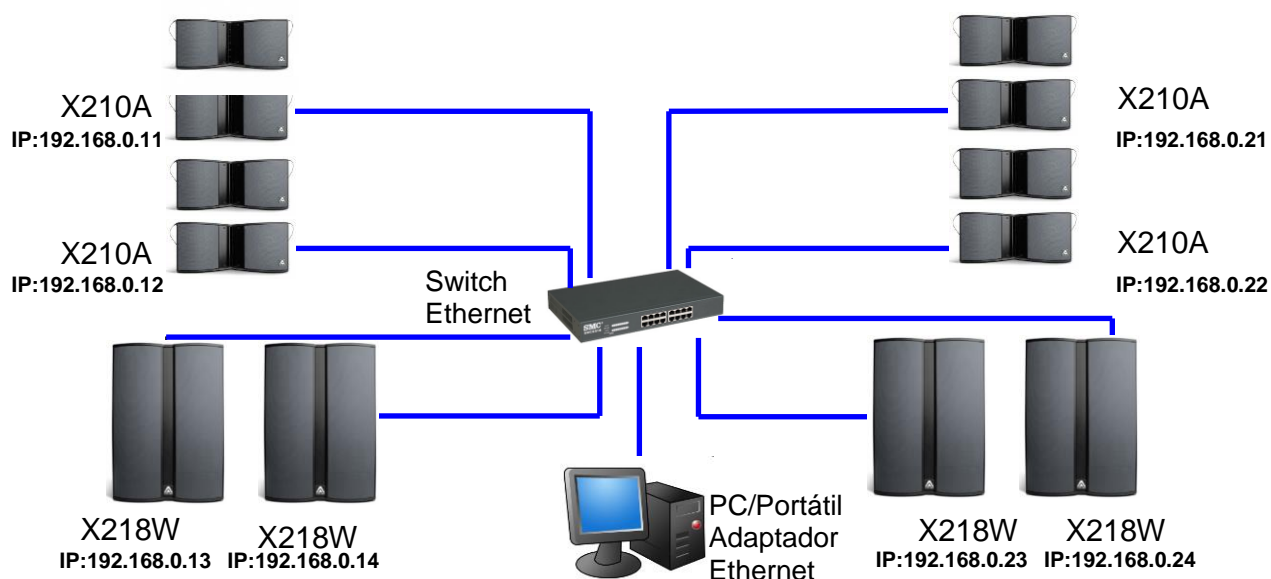 X210A
IP:192.168.0.11
X210A
IP:192.168.0.21
X210A
IP:192.168.0.12
X210A
IP:192.168.0.22
Switch
Ethernet
SMC
X218W
IP:192.168.0.13
X218W
IP:192.168.0.14
PC/Portátil
Adaptador
Ethernet
X218W
IP:192.168.0.23
X218W
IP:192.168.0.24